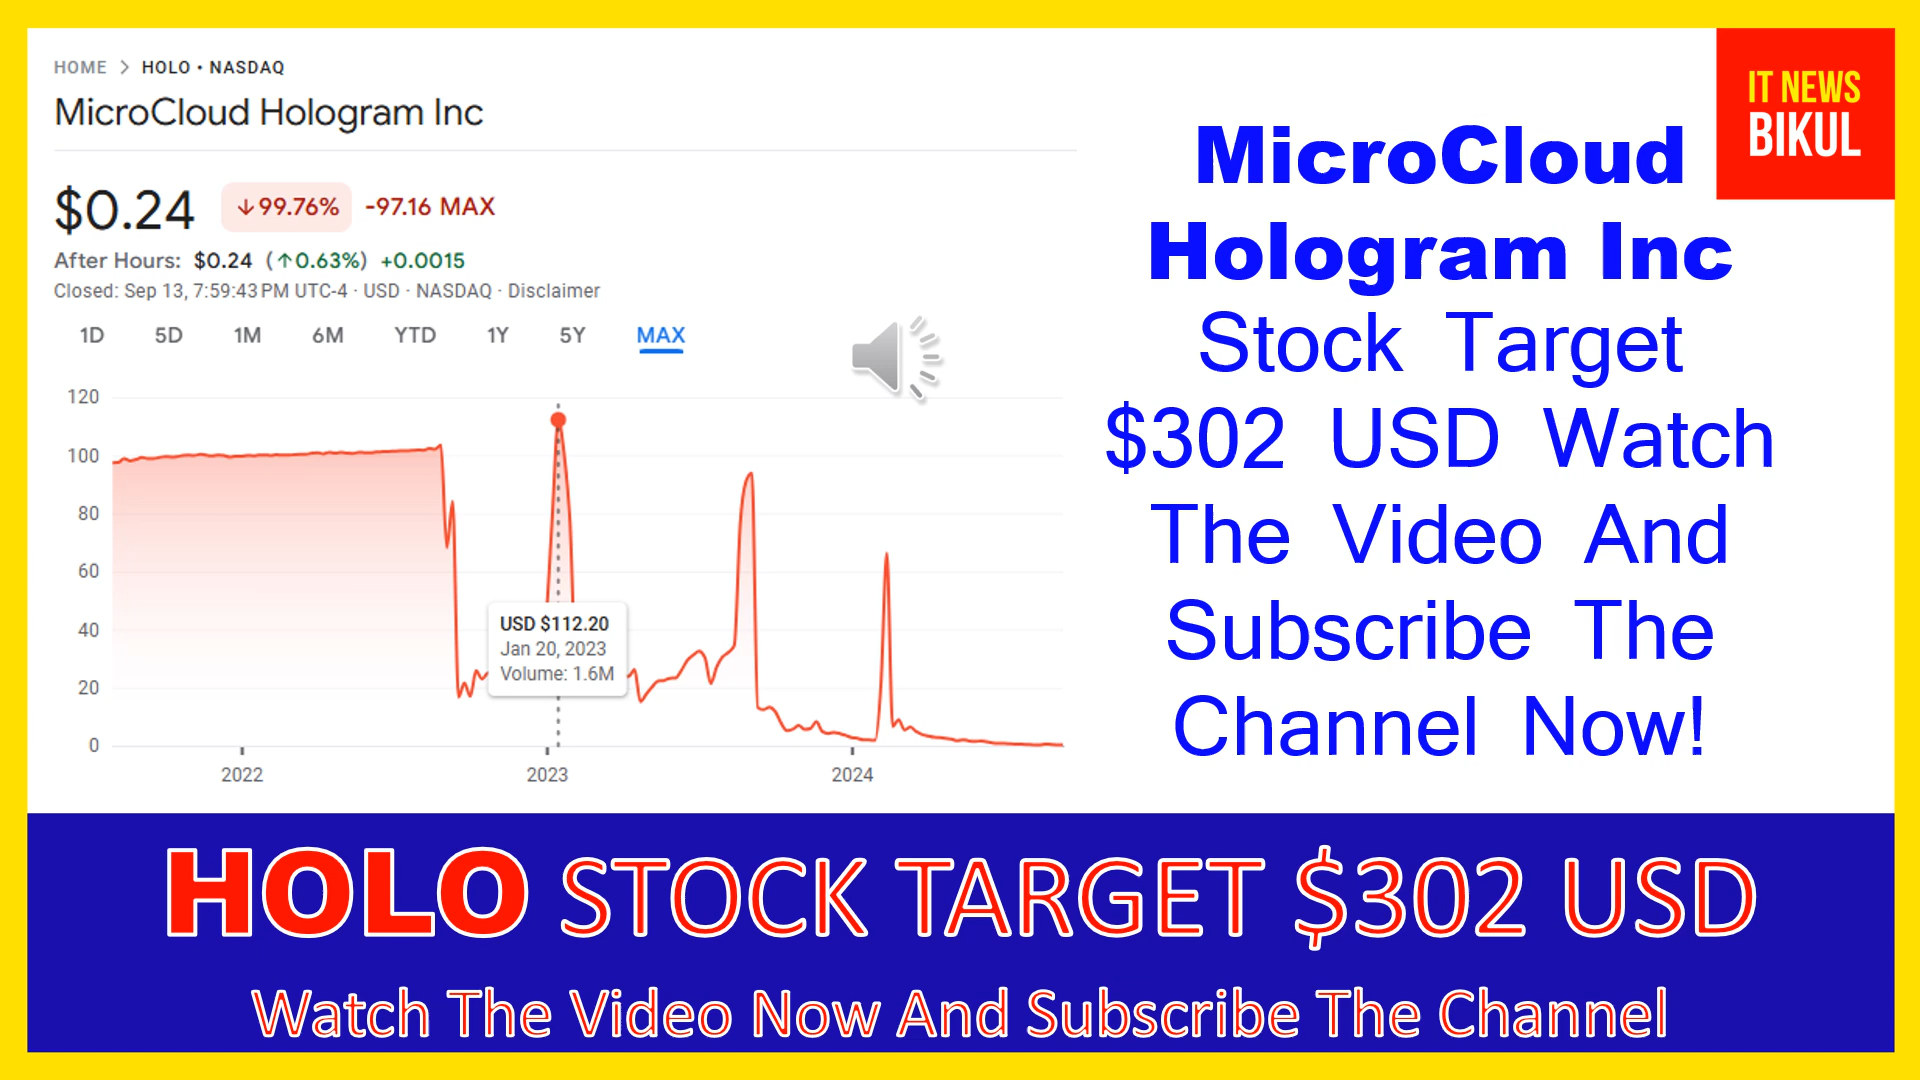 HOME > HOLO • NASDAQ
MicroCloud Hologram Inc
$0.24 ↓99.76% -97.16 MAX
After Hours: $0.24 (↑0.63%) +0.0015
Closed: Sep 13, 7:59:43 PM UTC-4 · USD · NASDAQ · Disclaimer
1D 5D 1M 6M YTD 1Y 5Y MAX
120
100
80
60
40
20
0
USD $112.20
Jan 20, 2023
Volume: 1.6M
2022 2023 2024
IT NEWS
BIKUL
MicroCloud
Hologram Inc
Stock Target
$302 USD Watch
The Video And
Subscribe The
Channel Now!
HOLO STOCK TARGET $302 USD
Watch The Video Now And Subscribe The Channel